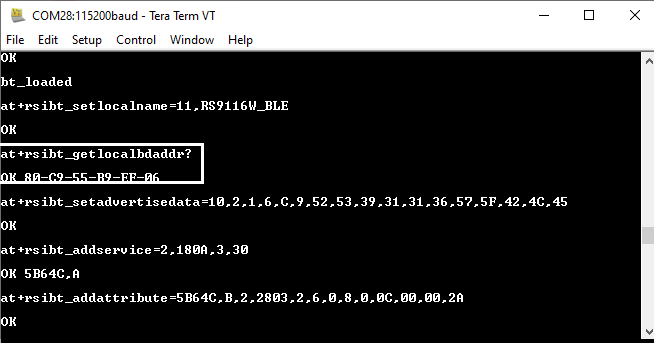 COM28:115200baud - Tera Term VT
File Edit Setup Control Window Help
OK
bt_loaded
at+rsibt_setlocalname=11,RS9116W_BLE
OK
at+rsibt_getlocalbdaddr?
OK 80-C9-55-B9-EF-06
at+rsibt_setadvertisedata=10,2,1,6,C,9,52,53,39,31,31,36,57,5F,42,4C,45
OK
at+rsibt_addservice=2,180A,3,30
OK 5B64C,A
at+rsibt_addattribute=5B64C,B,2,2803,2,6,0,8,0,0C,00,00,2A
OK